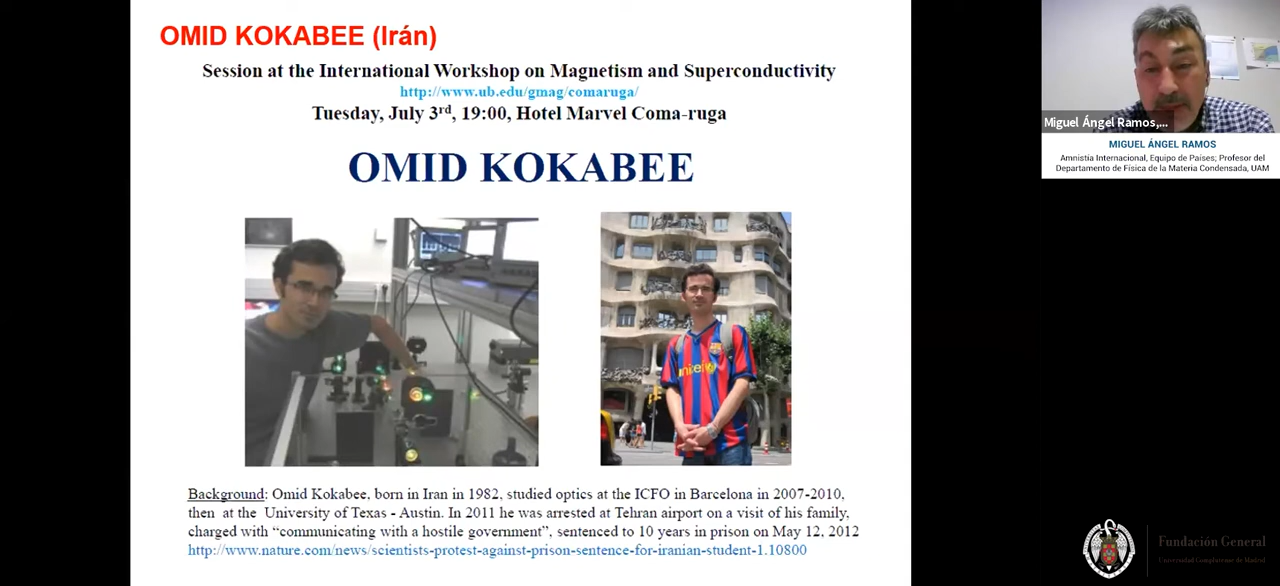 OMID KOKABEE (Irán)
Session at the International Workshop on Magnetism and Superconductivity
http://www.ub.edu/gmag/comaruga/
Tuesday, July 3rd, 19:00, Hotel Marvel Coma-ruga
OMID KOKABEE
unicef
Background: Omid Kokabee, born in Iran in 1982, studied optics at the ICFO in Barcelona in 2007-2010,
then at the University of Texas - Austin. In 2011 he was arrested at Tehran airport on a visit of his family,
charged with “communicating with a hostile government”, sentenced to 10 years in prison on May 12, 2012
http://www.nature.com/news/scientists-protest-against-prison-sentence-for-iranian-student-1.10800
Miguel Ángel Ramos,...
MIGUEL ÁNGEL RAMOS
Amnistía Internacional, Equipo de Países; Profesor del
Departamento de Física de la Materia Condensada, UAM
Fundación General
Universidad Complutense de Madrid